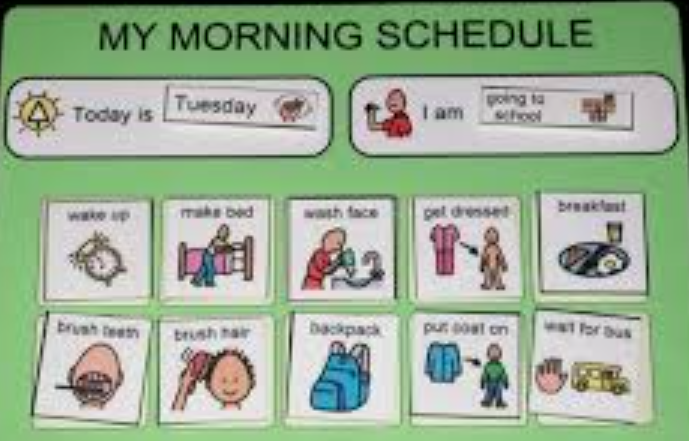 MY MORNING SCHEDULE
Today is Tuesday
I am going to school
wake up
make bed
wash face
get dressed
breakfast
brush teeth
brush hair
backpack
put coat on
wait for bus